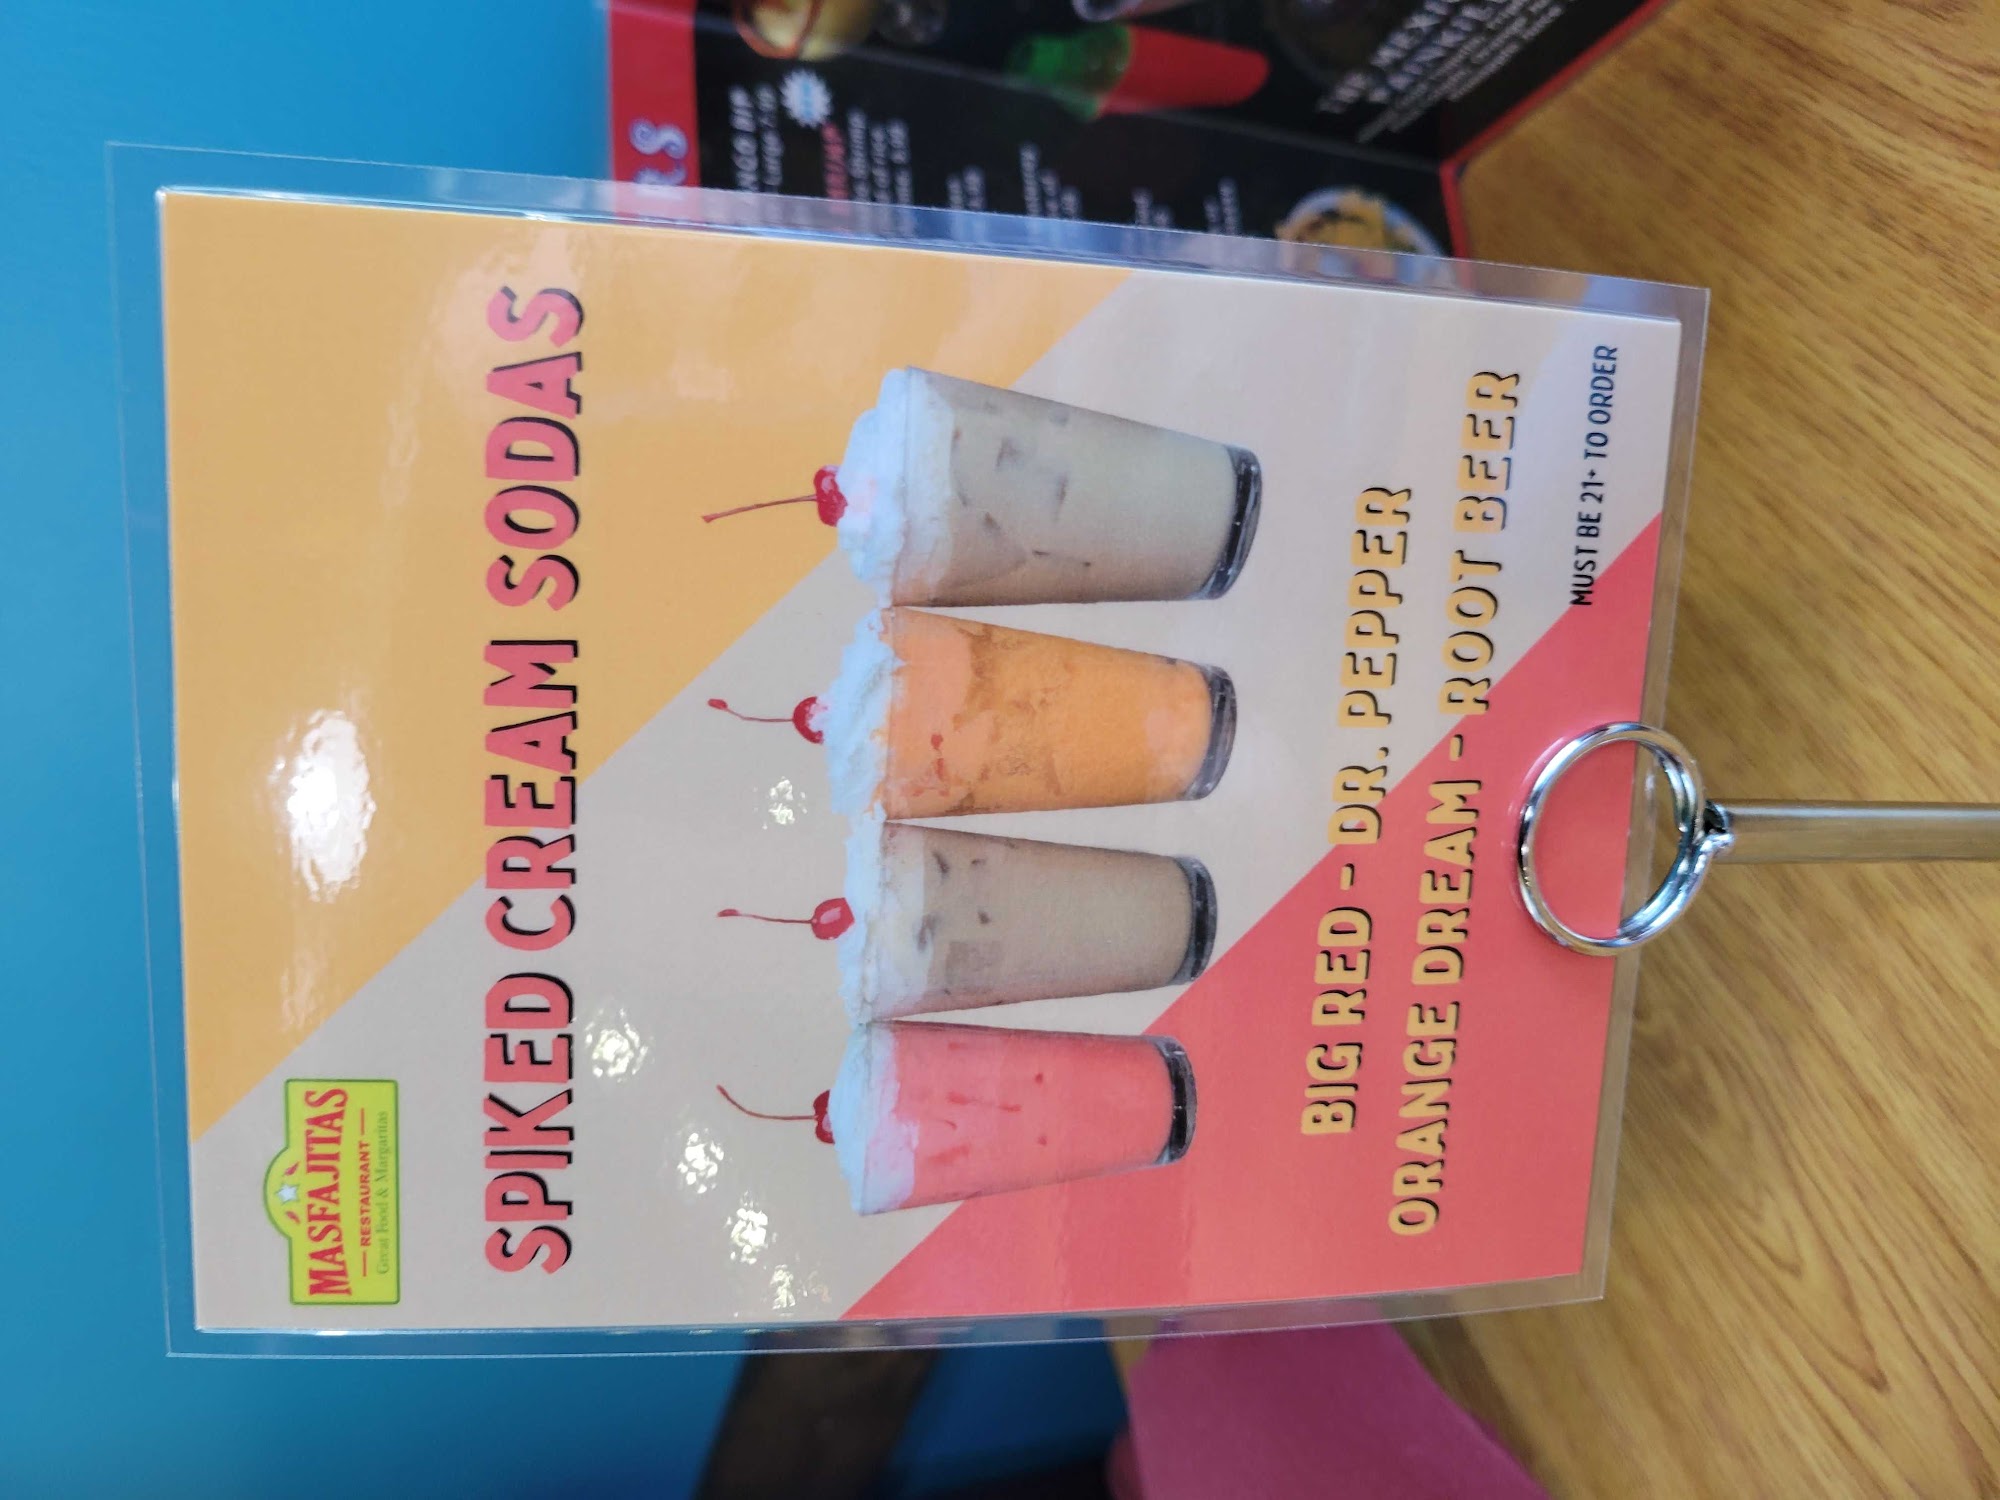 MASFAJITAS
RESTAURANT
Great Food & Margaritas
SPIKED CREAM SODAS
BIG RED - DR. PEPPER
ORANGE DREAM - ROOT BEER
MUST BE 21+ TO ORDER